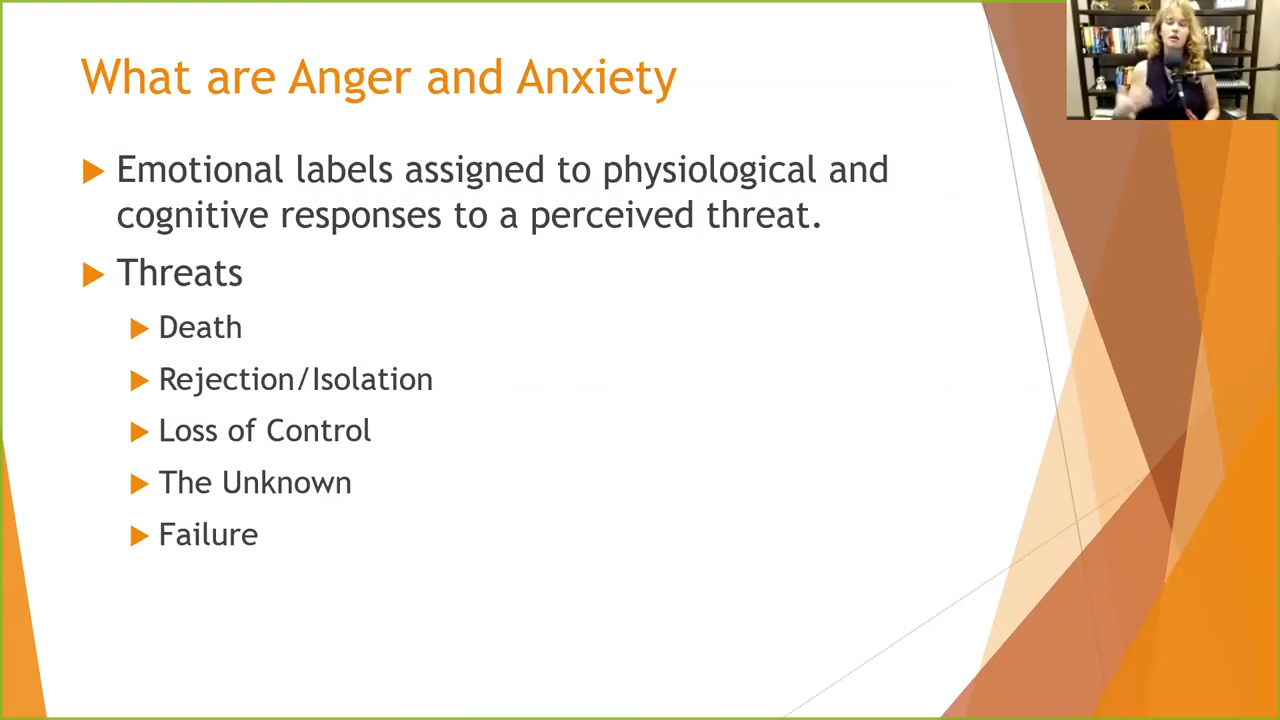 What are Anger and Anxiety
Emotional labels assigned to physiological and
cognitive responses to a perceived threat.
Threats
Death
Rejection/Isolation
Loss of Control
The Unknown
Failure